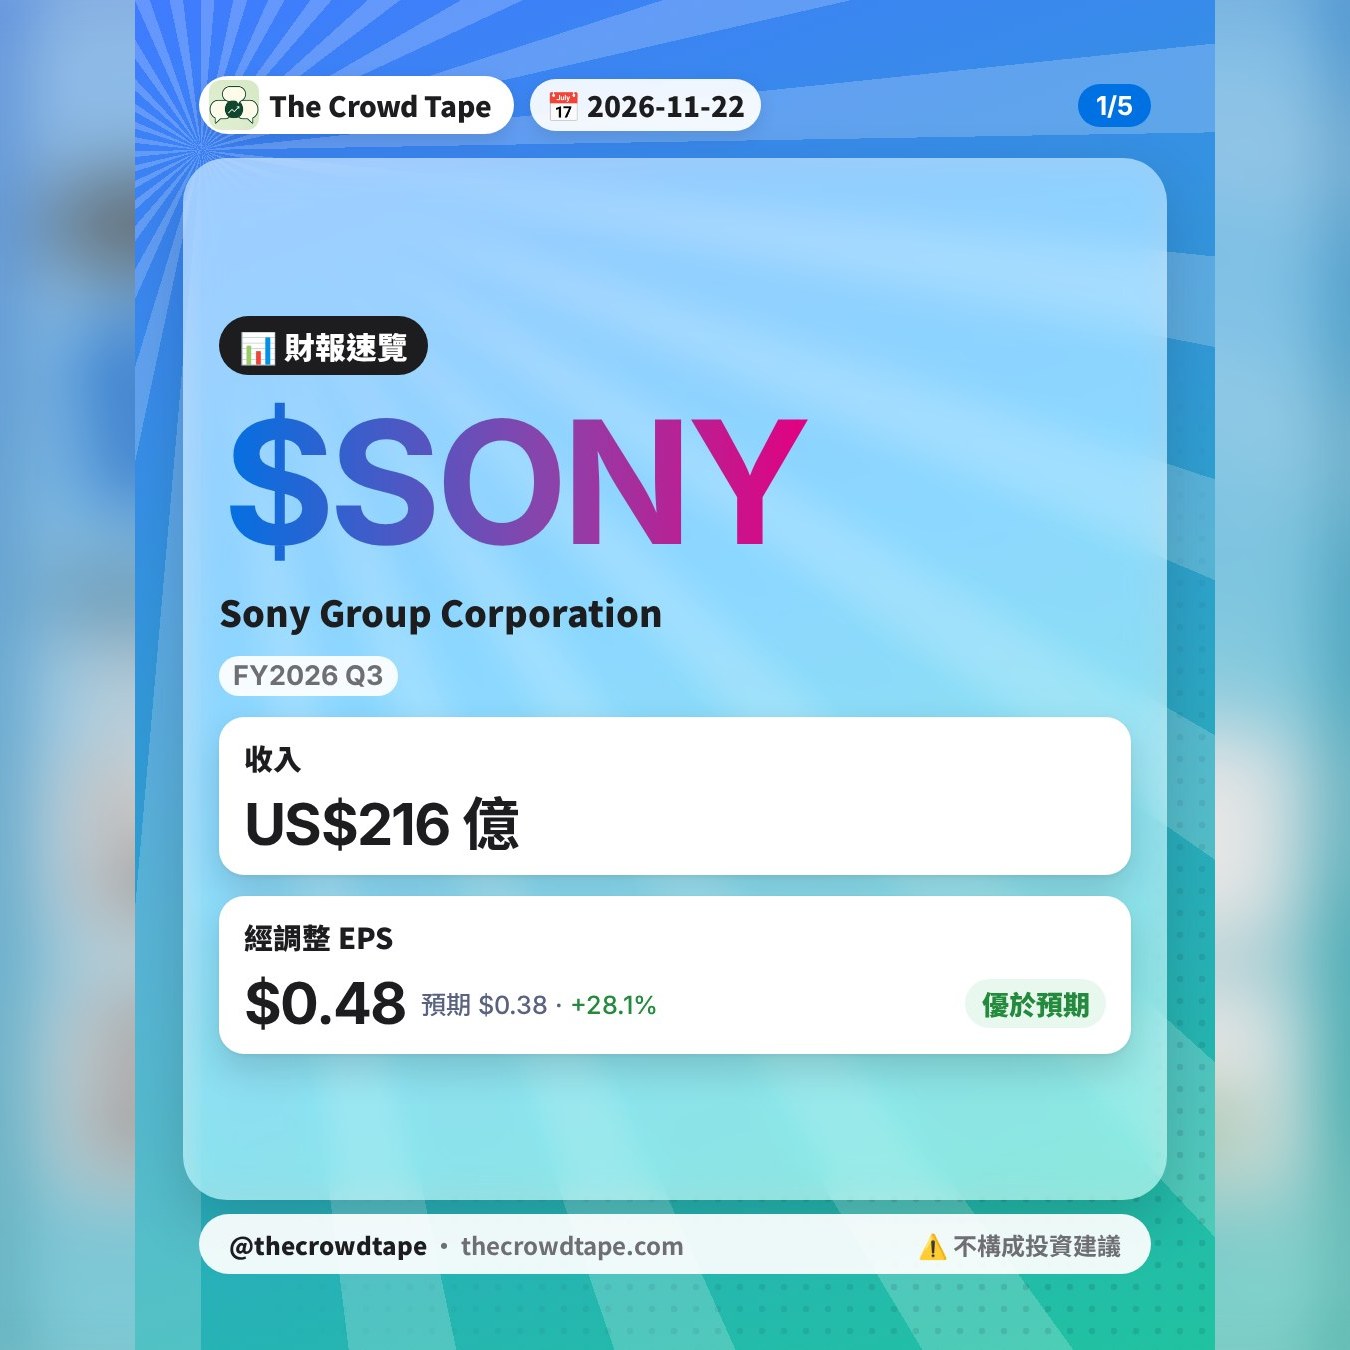 The Crowd Tape
📅 2026-11-22
1/5
📊 財報速覽
$SONY
Sony Group Corporation
FY2026 Q3
收入
US$216 億
經調整 EPS
$0.48 預期 $0.38 · +28.1%
優於預期
@thecrowdtape • thecrowdtape.com
⚠️ 不構成投資建議